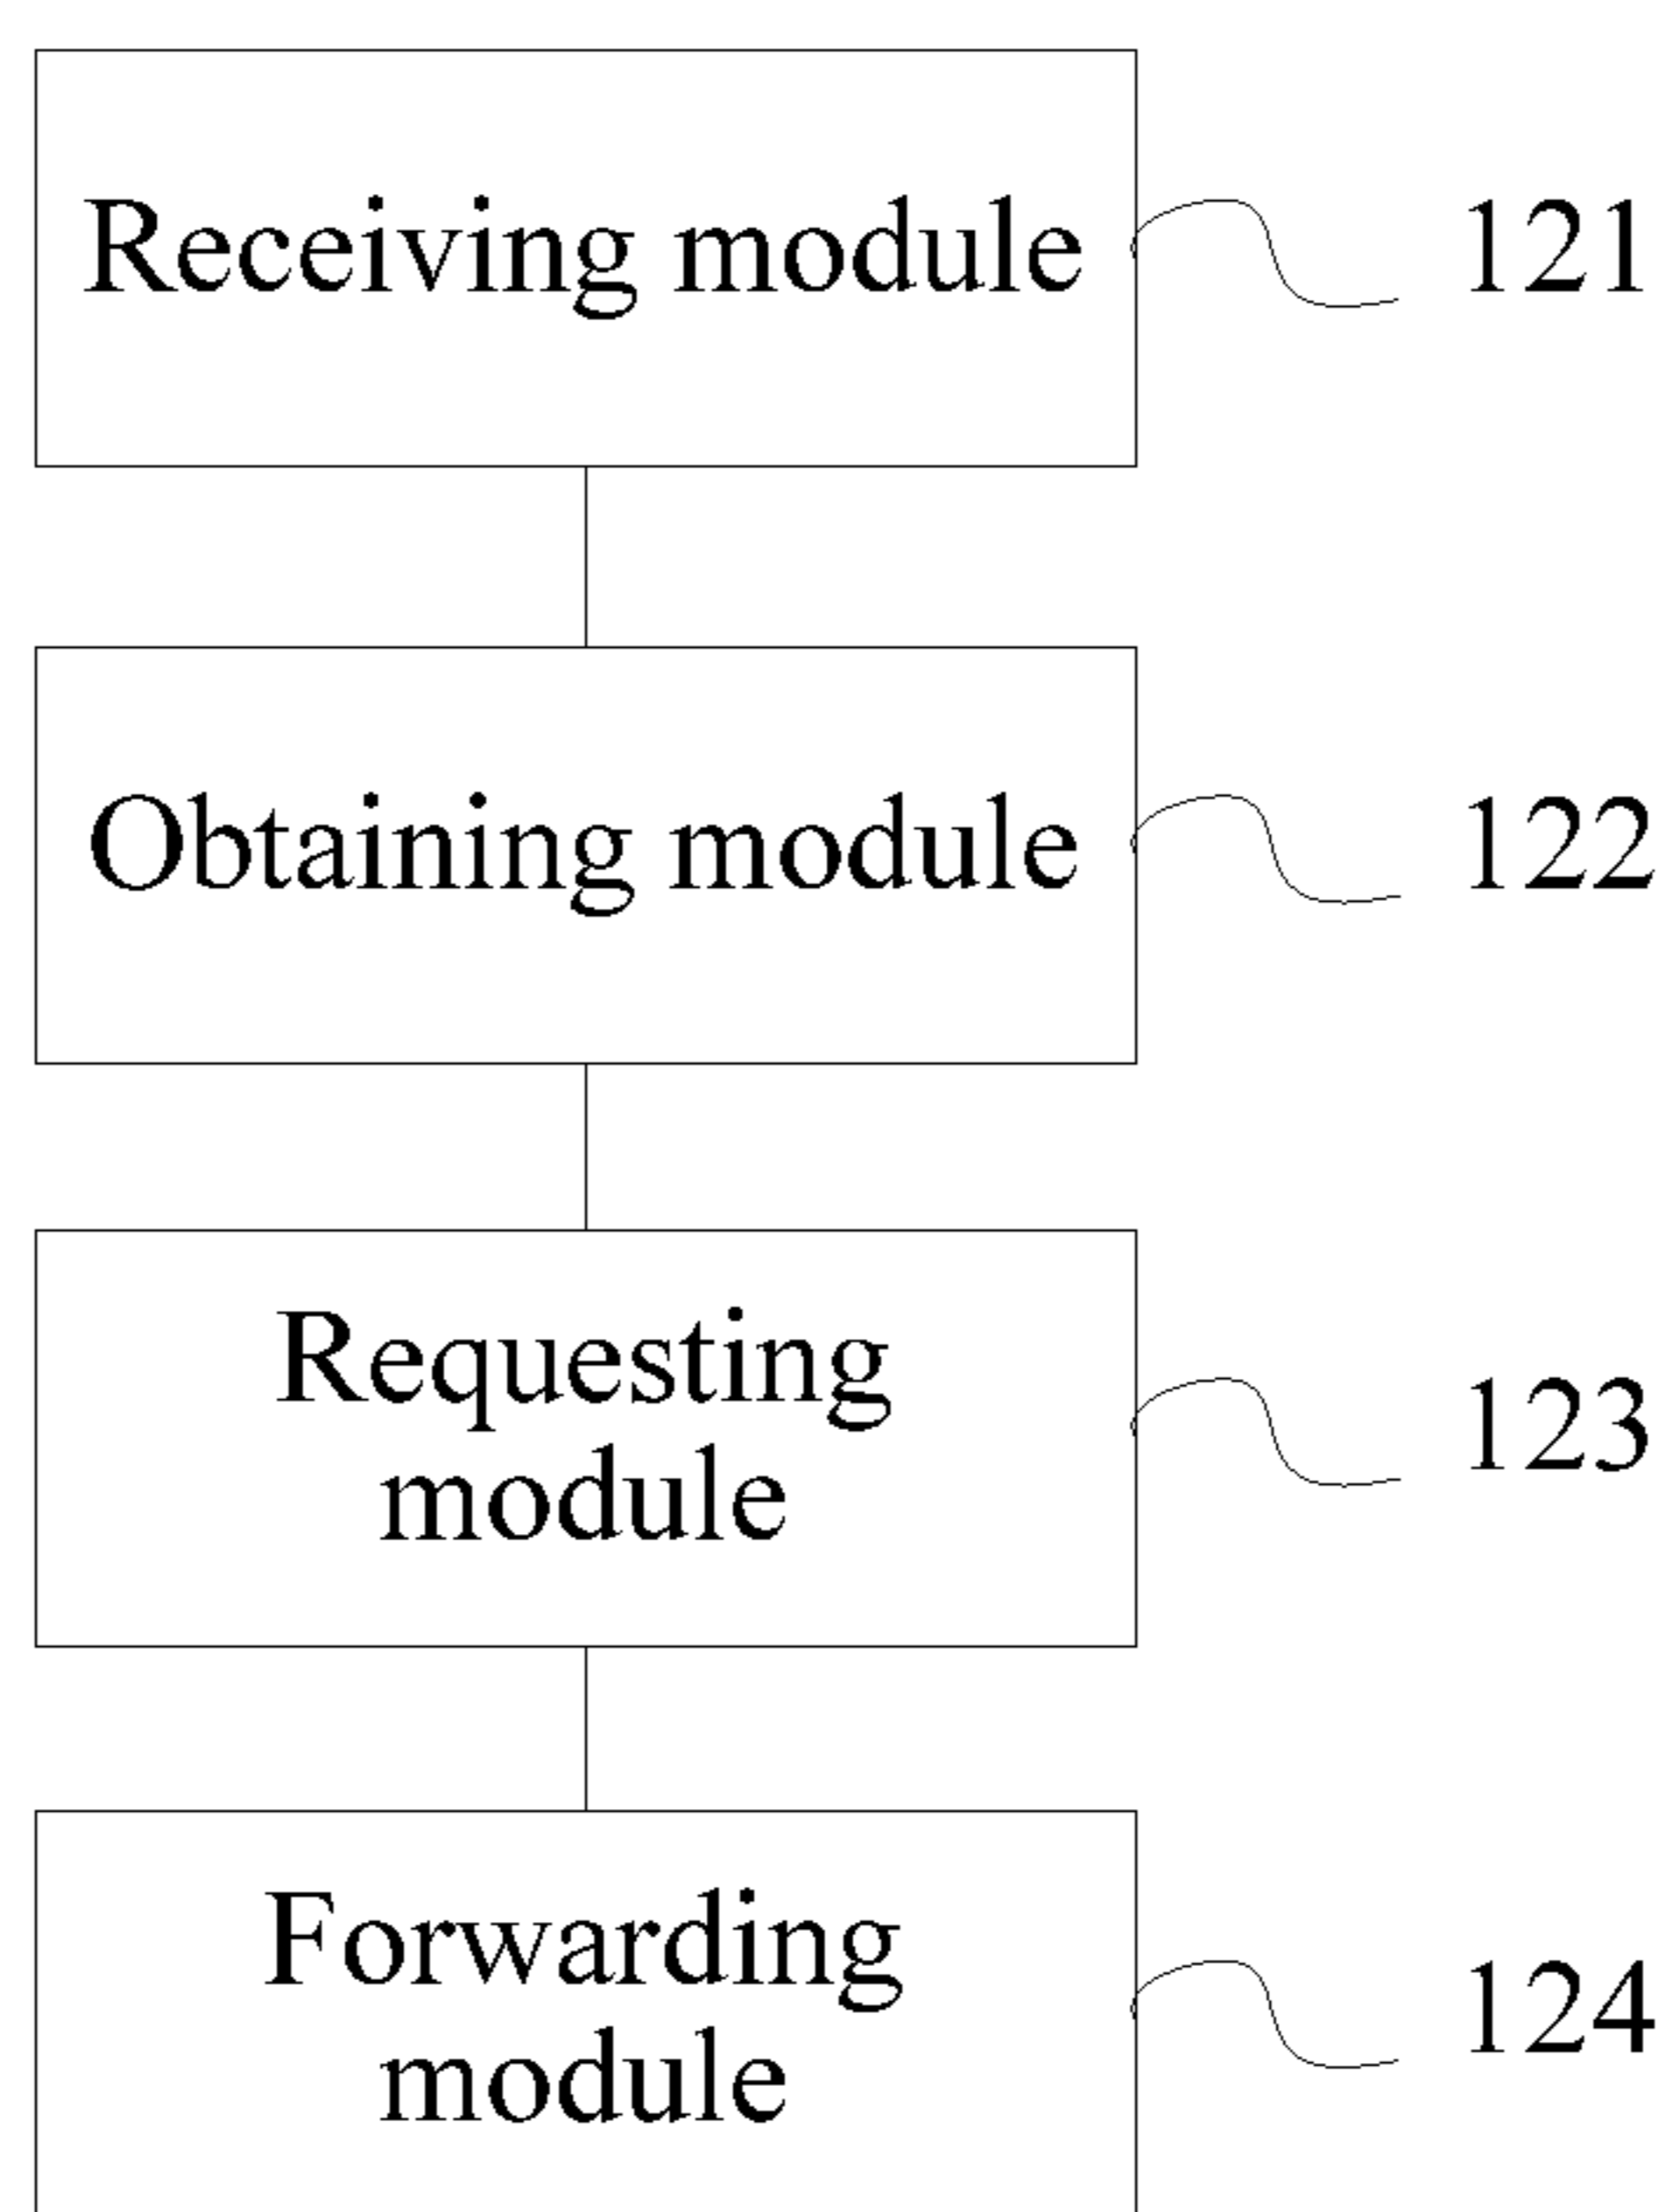 Receiving module 121
Obtaining module 122
Requesting
module
123
Forwarding
module
124